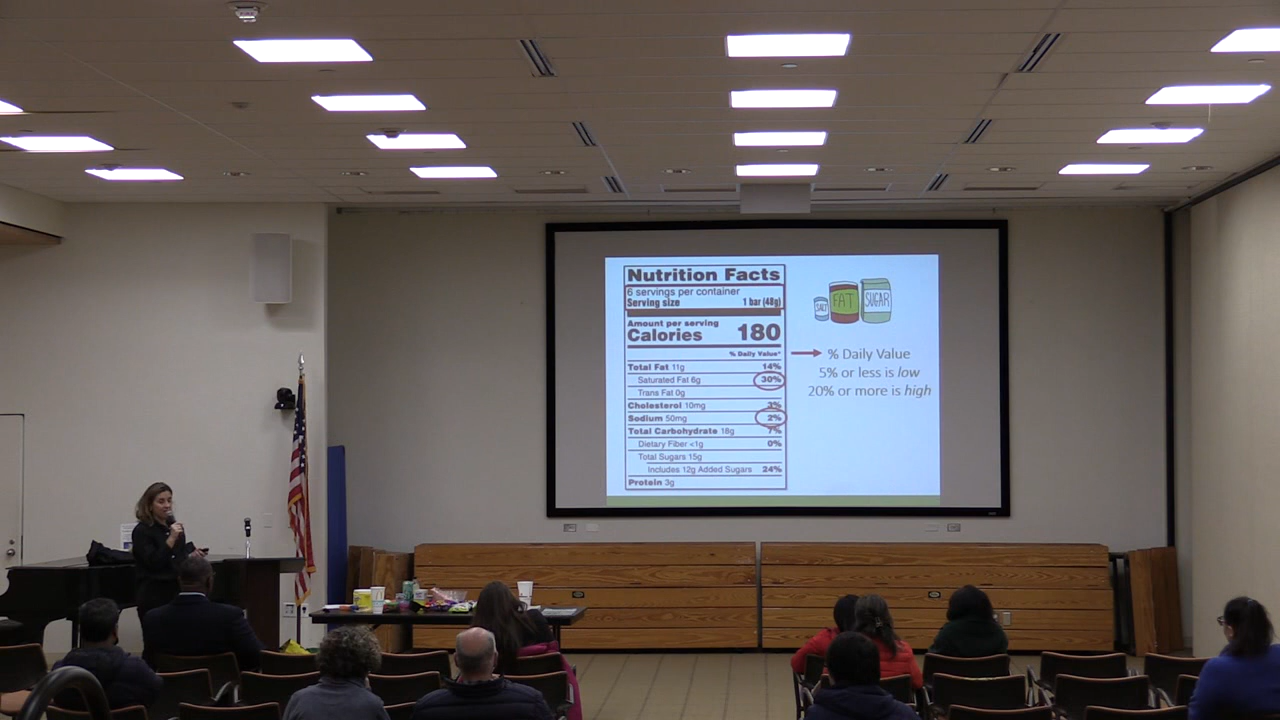 Nutrition Facts
6 servings per container
Serving size 1 bar (48g)
Amount per serving
Calories 180
% Daily Value*
Total Fat 11g 14%
Saturated Fat 6g 30%
Trans Fat 0g
Cholesterol 10mg 3%
Sodium 50mg 2%
Total Carbohydrate 18g 7%
Dietary Fiber <1g 0%
Total Sugars 15g
Includes 12g Added Sugars 24%
Protein 3g
SALT
FAT
SUGAR
% Daily Value
5% or less is low
20% or more is high